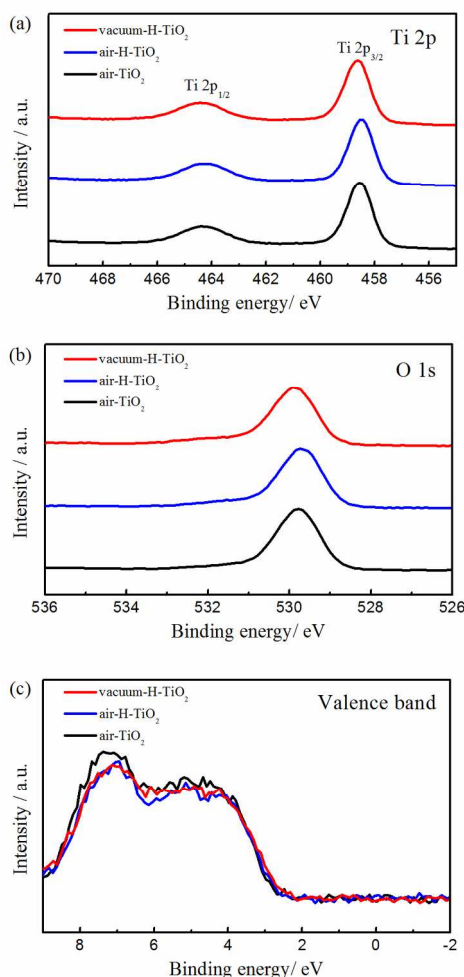 (a)
vacuum-H-TiO2
air-H-TiO2
air-TiO2
Ti 2p1/2
Ti 2p3/2
Ti 2p
Intensity / a.u.
470 468 466 464 462 460 458 456
Binding energy/ eV
(b)
vacuum-H-TiO2
air-H-TiO2
air-TiO2
O 1s
Intensity / a.u.
536 534 532 530 528 526
Binding energy/ eV
(c)
vacuum-H-TiO2
air-H-TiO2
air-TiO2
Valence band
Intensity / a.u.
8 6 4 2 0 -2
Binding energy/ eV